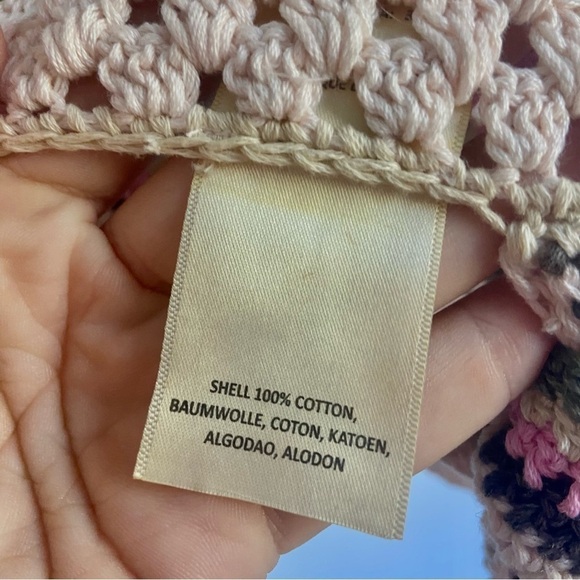 SHELL 100% COTTON,
BAUMWOLLE, COTON, KATOEN,
ALGODAO, ALODON